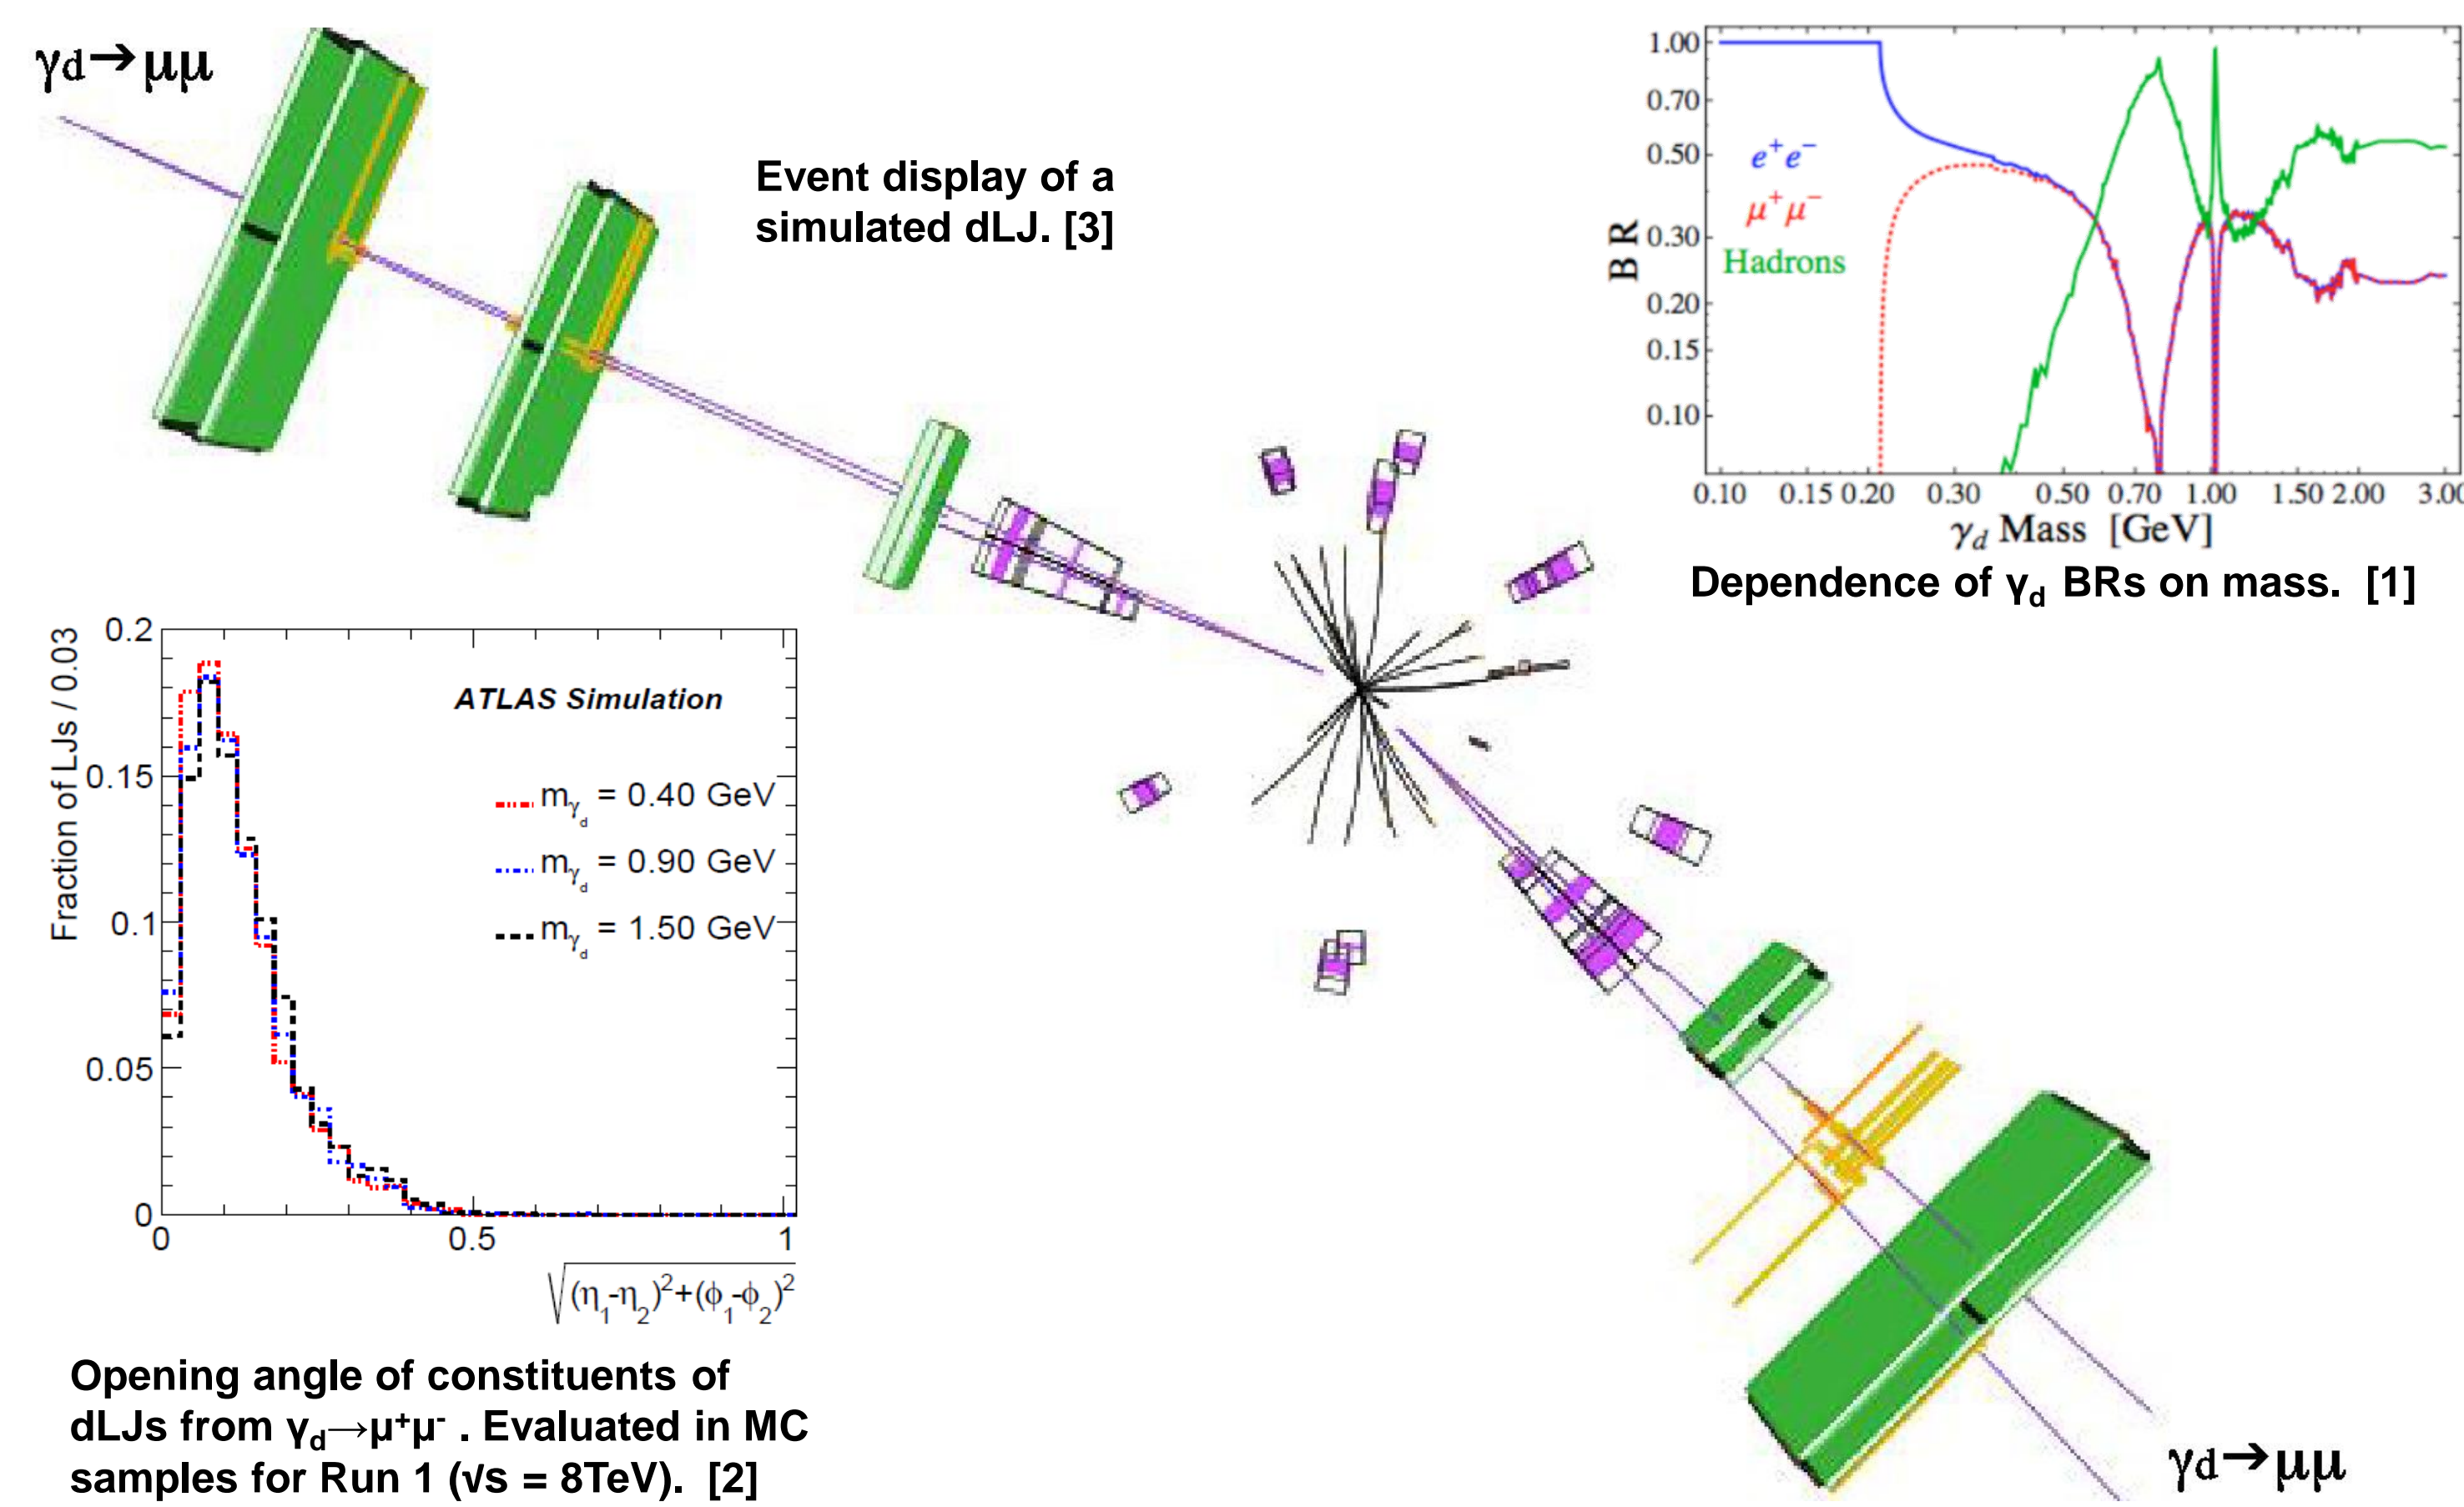 γd→μμ
Event display of a
simulated dLJ. [3]
1.00
0.70
0.50
0.30
0.20
0.15
0.10
BR
e⁺e⁻
μ⁺μ⁻
Hadrons
0.10 0.15 0.20 0.30 0.50 0.70 1.00 1.50 2.00 3.00
γd Mass [GeV]
Dependence of γd BRs on mass. [1]
Fraction of LJs / 0.03
0.2
0.15
0.1
0.05
0
ATLAS Simulation
mγd = 0.40 GeV
mγd = 0.90 GeV
mγd = 1.50 GeV
0 0.5 1
√(η₁-η₂)²+(ϕ₁-ϕ₂)²
Opening angle of constituents of
dLJs from γd→μ⁺μ⁻ . Evaluated in MC
samples for Run 1 (√s = 8TeV). [2]
γd→μμ